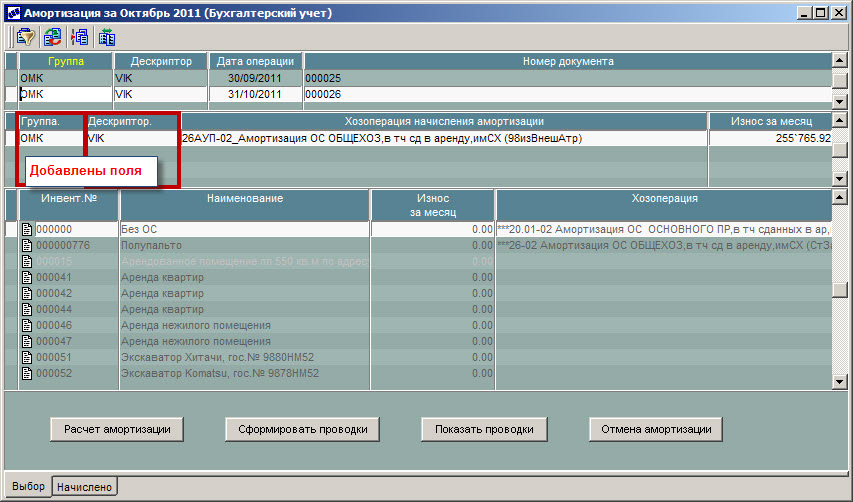 Амортизация за Октябрь 2011 (Бухгалтерский учет)
Группа Дескриптор Дата операции Номер документа
ОМК VIK 30/09/2011 000025
ОМК VIK 31/10/2011 000026
Группа. Дескриптор. Хозоперация начисления амортизации Износ за месяц
ОМК VIK 26АУП-02_Амортизация ОС ОБЩЕХОЗ,в тч сд в аренду,имСХ (98изВнешАтр) 255`765.92
Добавлены поля
Инвент.№ Наименование Износ за месяц Хозоперация
000000 Без ОС 0.00 ***20.01-02 Амортизация ОС ОСНОВНОГО ПР,в тч сданных в ар,
000000776 Полупальто 0.00 ***26-02 Амортизация ОС ОБЩЕХОЗ,в тч сд в аренду,имСХ (СтЗа
000015 Арендованное помещение пл.550 кв.м по адресу 0.00
000041 Аренда квартир 0.00
000042 Аренда квартир 0.00
000044 Аренда квартир 0.00
000046 Аренда нежилого помещения 0.00
000047 Аренда нежилого помещения 0.00
000051 Экскаватор Хитачи, гос.№ 9880НМ52 0.00
000052 Экскаватор Komatsu, гос.№ 9878НМ52 0.00
Расчет амортизации Сформировать проводки Показать проводки Отмена амортизации
Выбор Начислено